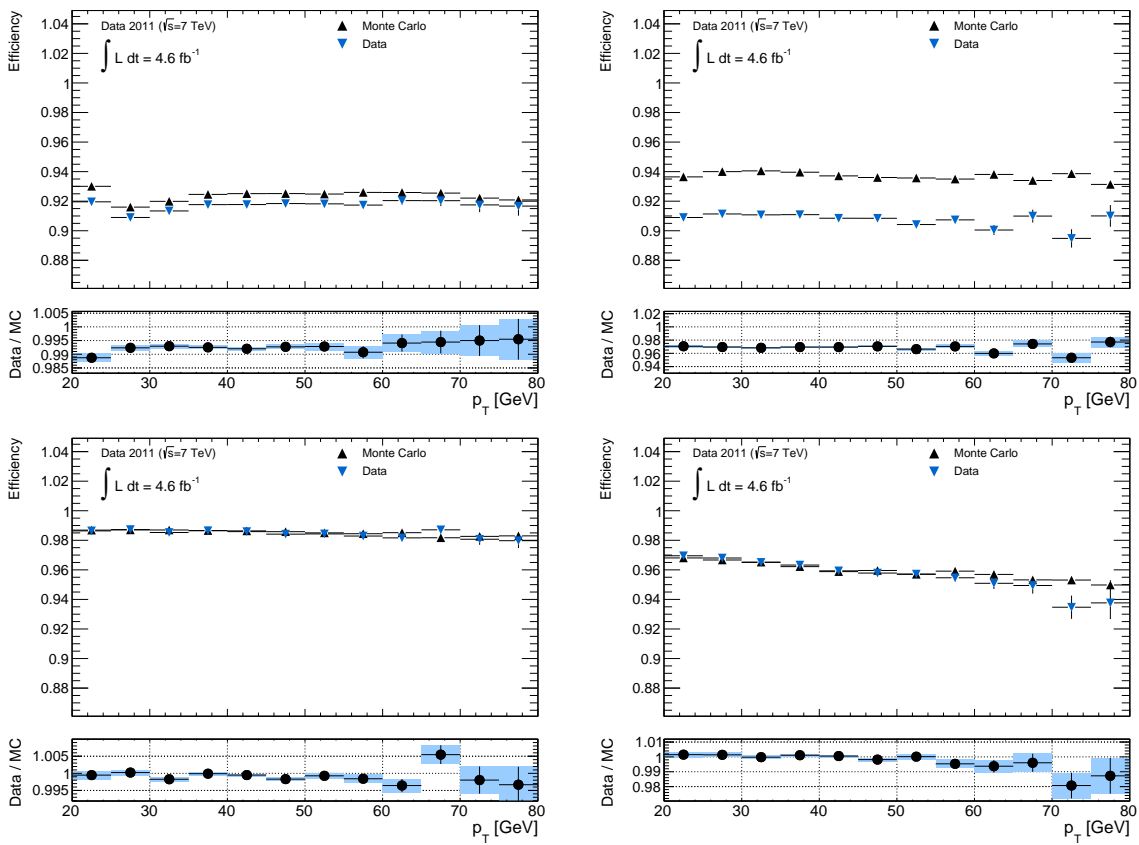 Efficiency
Data 2011 (√s=7 TeV)
∫ L dt = 4.6 fb⁻¹
Monte Carlo
Data
1.04
1.02
1
0.98
0.96
0.94
0.92
0.9
0.88
Data / MC
1.005
1
0.995
0.99
0.985
20 30 40 50 60 70 80
p_T [GeV]
Efficiency
Data 2011 (√s=7 TeV)
∫ L dt = 4.6 fb⁻¹
Monte Carlo
Data
1.04
1.02
1
0.98
0.96
0.94
0.92
0.9
0.88
Data / MC
1.02
1
0.98
0.96
0.94
20 30 40 50 60 70 80
p_T [GeV]
Efficiency
Data 2011 (√s=7 TeV)
∫ L dt = 4.6 fb⁻¹
Monte Carlo
Data
1.04
1.02
1
0.98
0.96
0.94
0.92
0.9
0.88
Data / MC
1.005
1
0.995
20 30 40 50 60 70 80
p_T [GeV]
Efficiency
Data 2011 (√s=7 TeV)
∫ L dt = 4.6 fb⁻¹
Monte Carlo
Data
1.04
1.02
1
0.98
0.96
0.94
0.92
0.9
0.88
Data / MC
1.01
1
0.99
0.98
20 30 40 50 60 70 80
p_T [GeV]